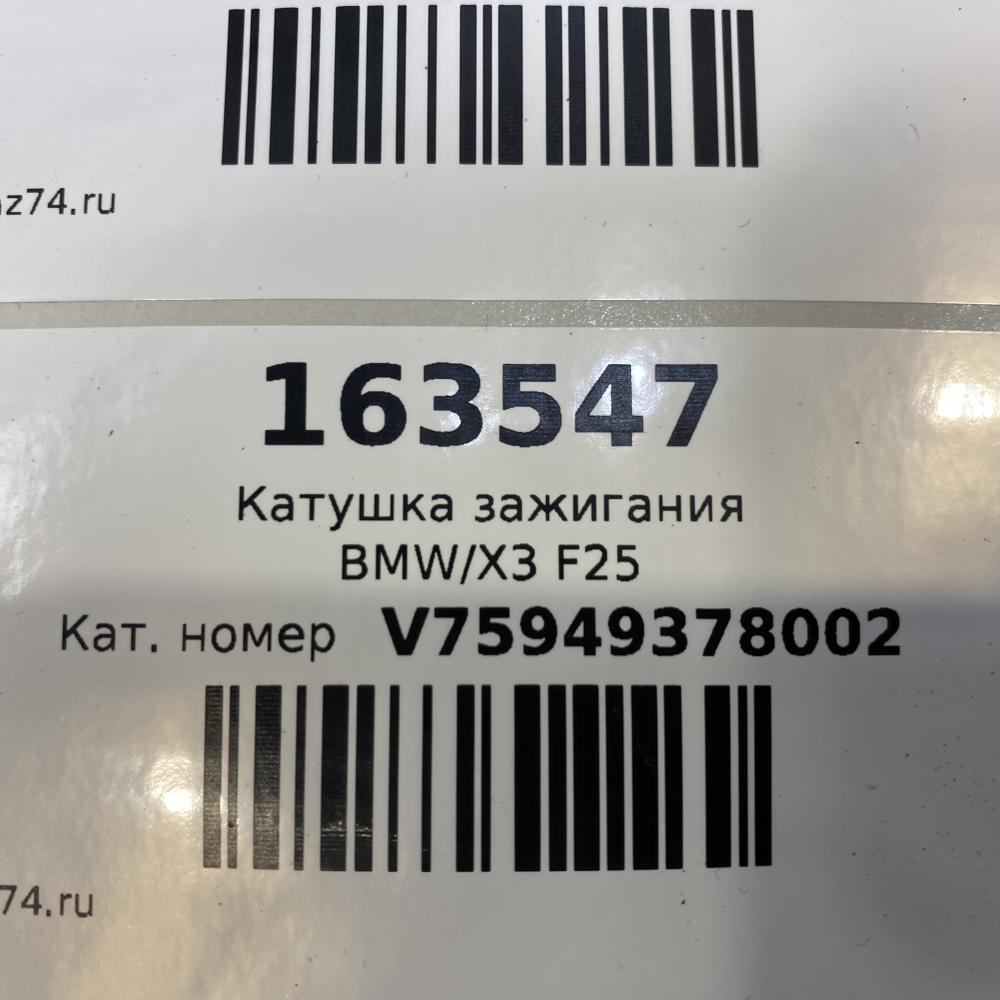 z74.ru
163547
Катушка зажигания
BMW/X3 F25
Кат. номер V75949378002
74.ru